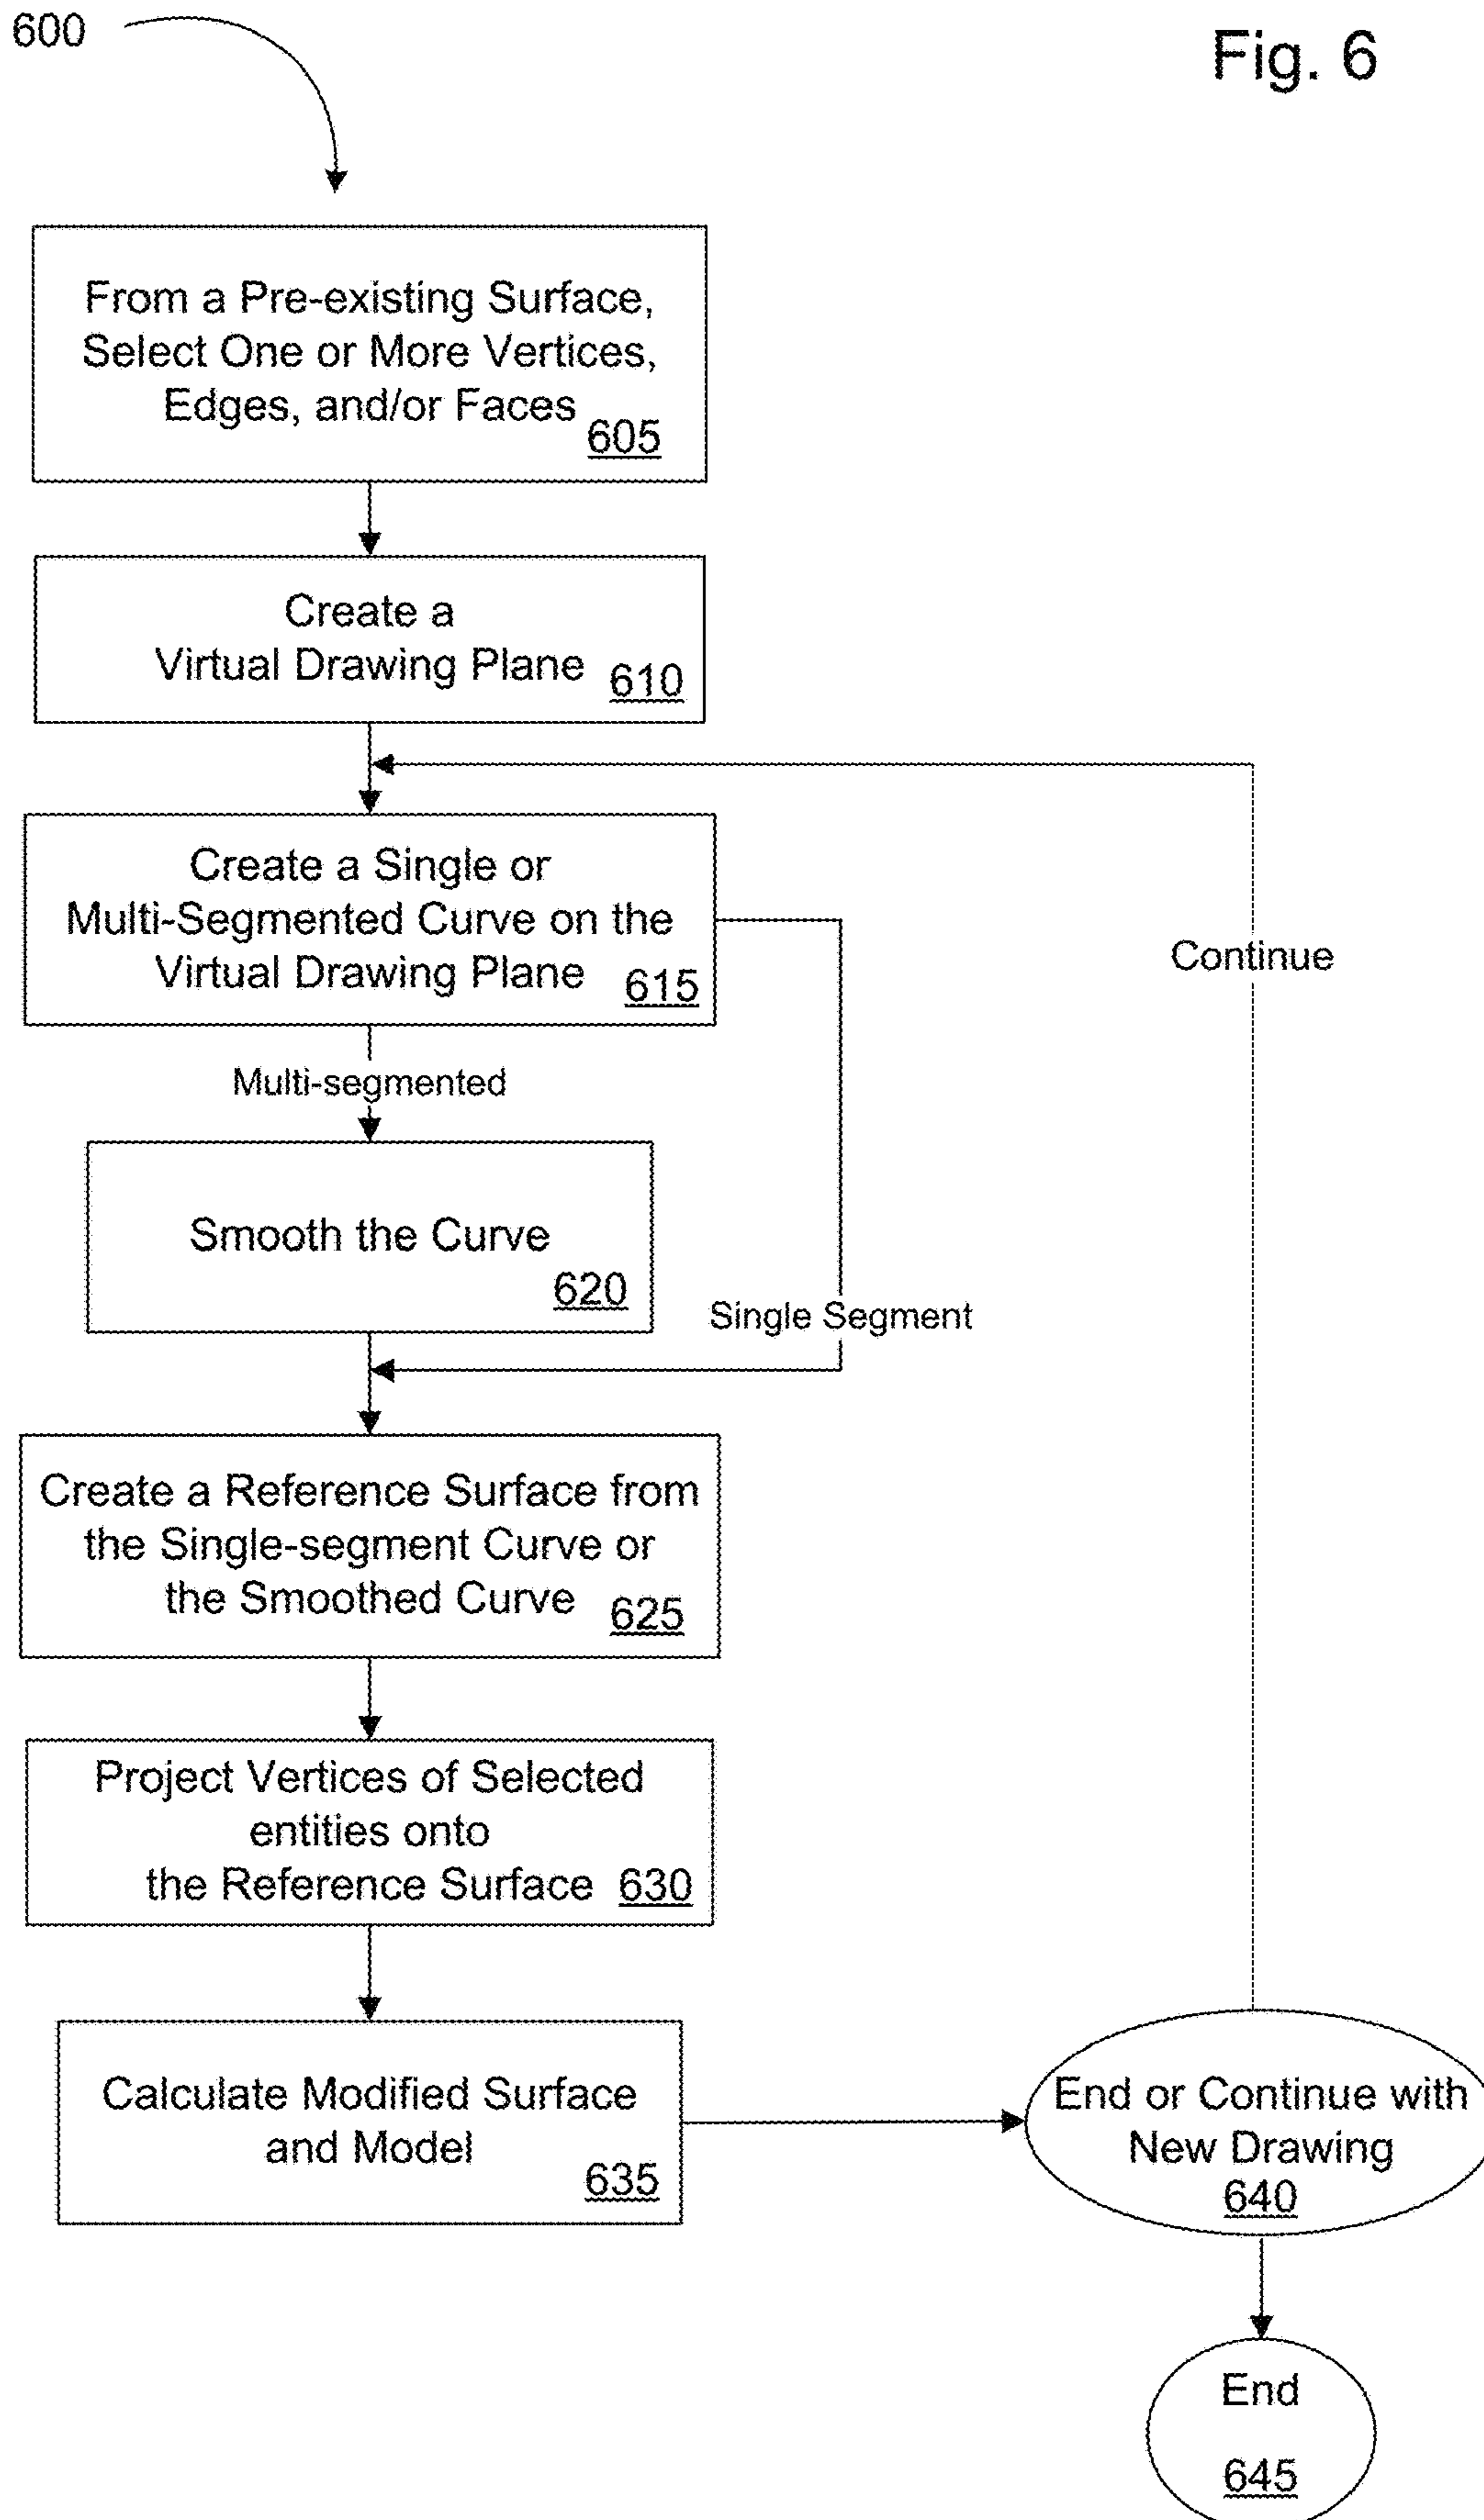 600
Fig. 6
From a Pre-existing Surface,
Select One or More Vertices,
Edges, and/or Faces
605
Create a
Virtual Drawing Plane
610
Create a Single or
Multi-Segmented Curve on the
Virtual Drawing Plane
615
Continue
Multi-segmented
Smooth the Curve
620
Single Segment
Create a Reference Surface from
the Single-segment Curve or
the Smoothed Curve
625
Project Vertices of Selected
entities onto
the Reference Surface
630
Calculate Modified Surface
and Model
635
End or Continue with
New Drawing
640
End
645